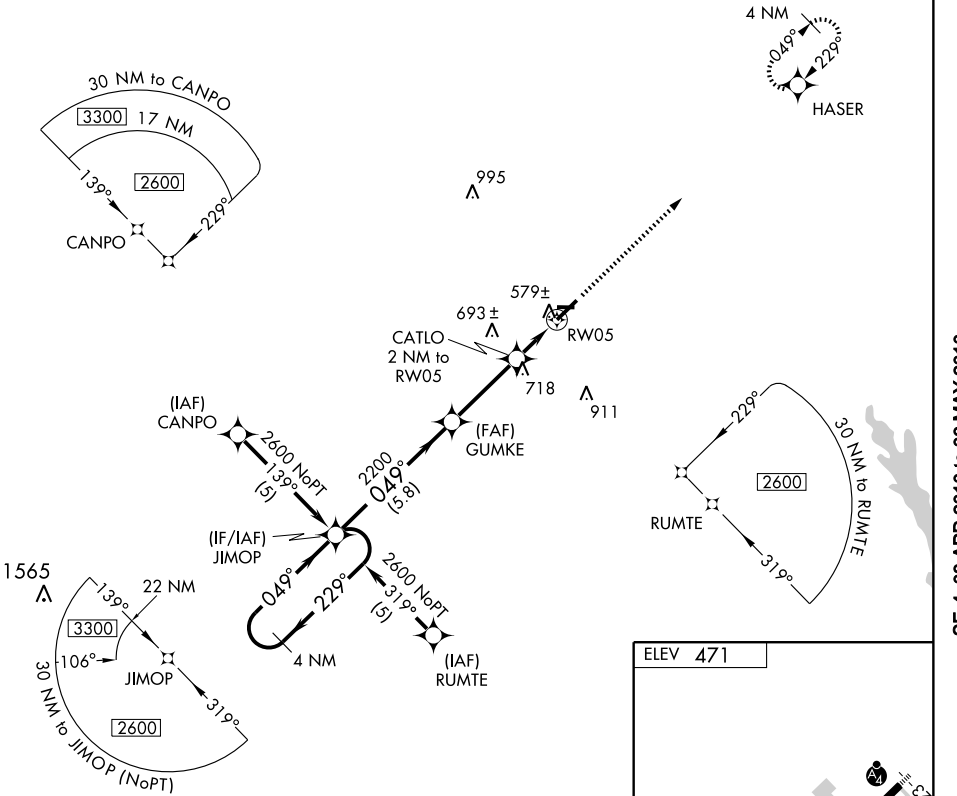 4 NM
049°
229°
HASER
30 NM to CANPO
3300
17 NM
2600
139°
229°
CANPO
995
579±
693±
RW05
CATLO
2 NM to
RW05
718
911
(IAF)
CANPO
2600 NoPT
139°
(5)
(FAF)
GUMKE
2200
049°
(5.8)
(IF/IAF)
JIMOP
049°
229°
4 NM
2600 NoPT
319°
(5)
(IAF)
RUMTE
229°
30 NM to RUMTE
2600
RUMTE
319°
1565
139°
22 NM
3300
106°
JIMOP
319°
2600
30 NM to JIMOP (NoPT)
ELEV 471
A4